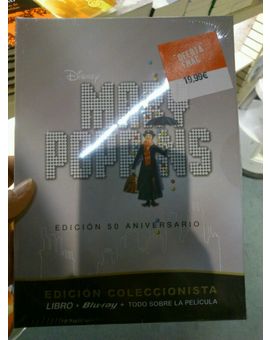 Disney
OFERTA
FNAC
19,99€
MARY
POPPINS
EDICIÓN 50 ANIVERSARIO
EDICIÓN COLECCIONISTA
LIBRO + Blu-ray + TODO SOBRE LA PELÍCULA